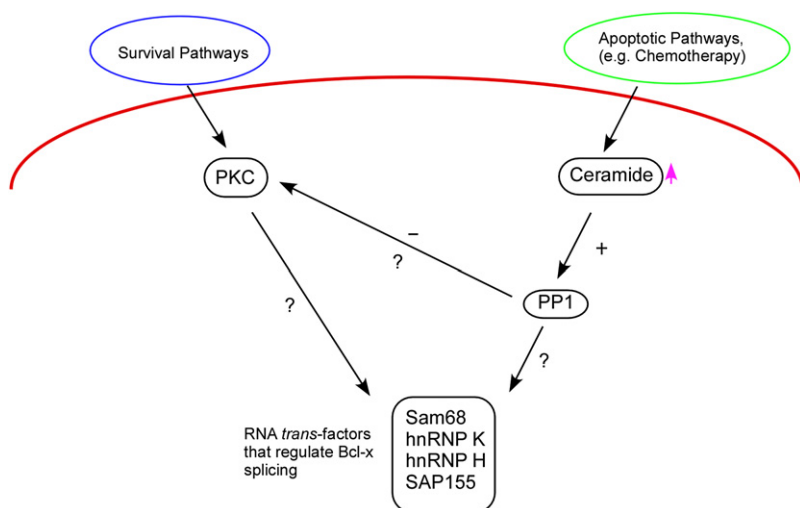 Survival Pathways
Apoptotic Pathways,
(e.g. Chemotherapy)
PKC
Ceramide
–
?
+
?
PP1
?
RNA trans-factors
that regulate Bcl-x
splicing
Sam68
hnRNP K
hnRNP H
SAP155